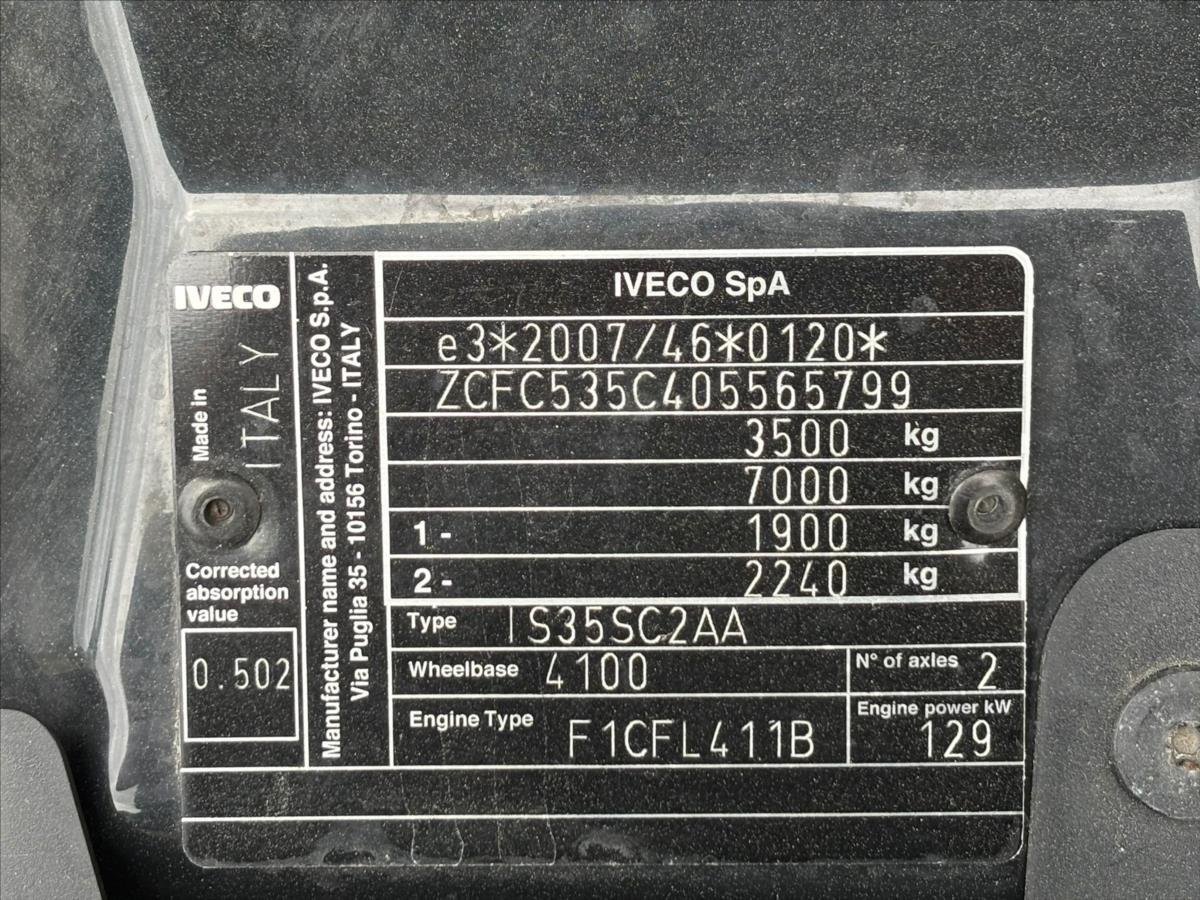 IVECO
Made in
ITALY
Corrected
absorption
value
0.502
Manufacturer name and address: IVECO S.p.A.
Via Puglia 35 - 10156 Torino - ITALY
IVECO SpA
e3*2007/46*0120*
ZCFC535C405565799
3500 kg
7000 kg
1 - 1900 kg
2 - 2240 kg
Type IS35SC2AA
Wheelbase 4100
N° of axles 2
Engine Type F1CFL411B
Engine power kW
129